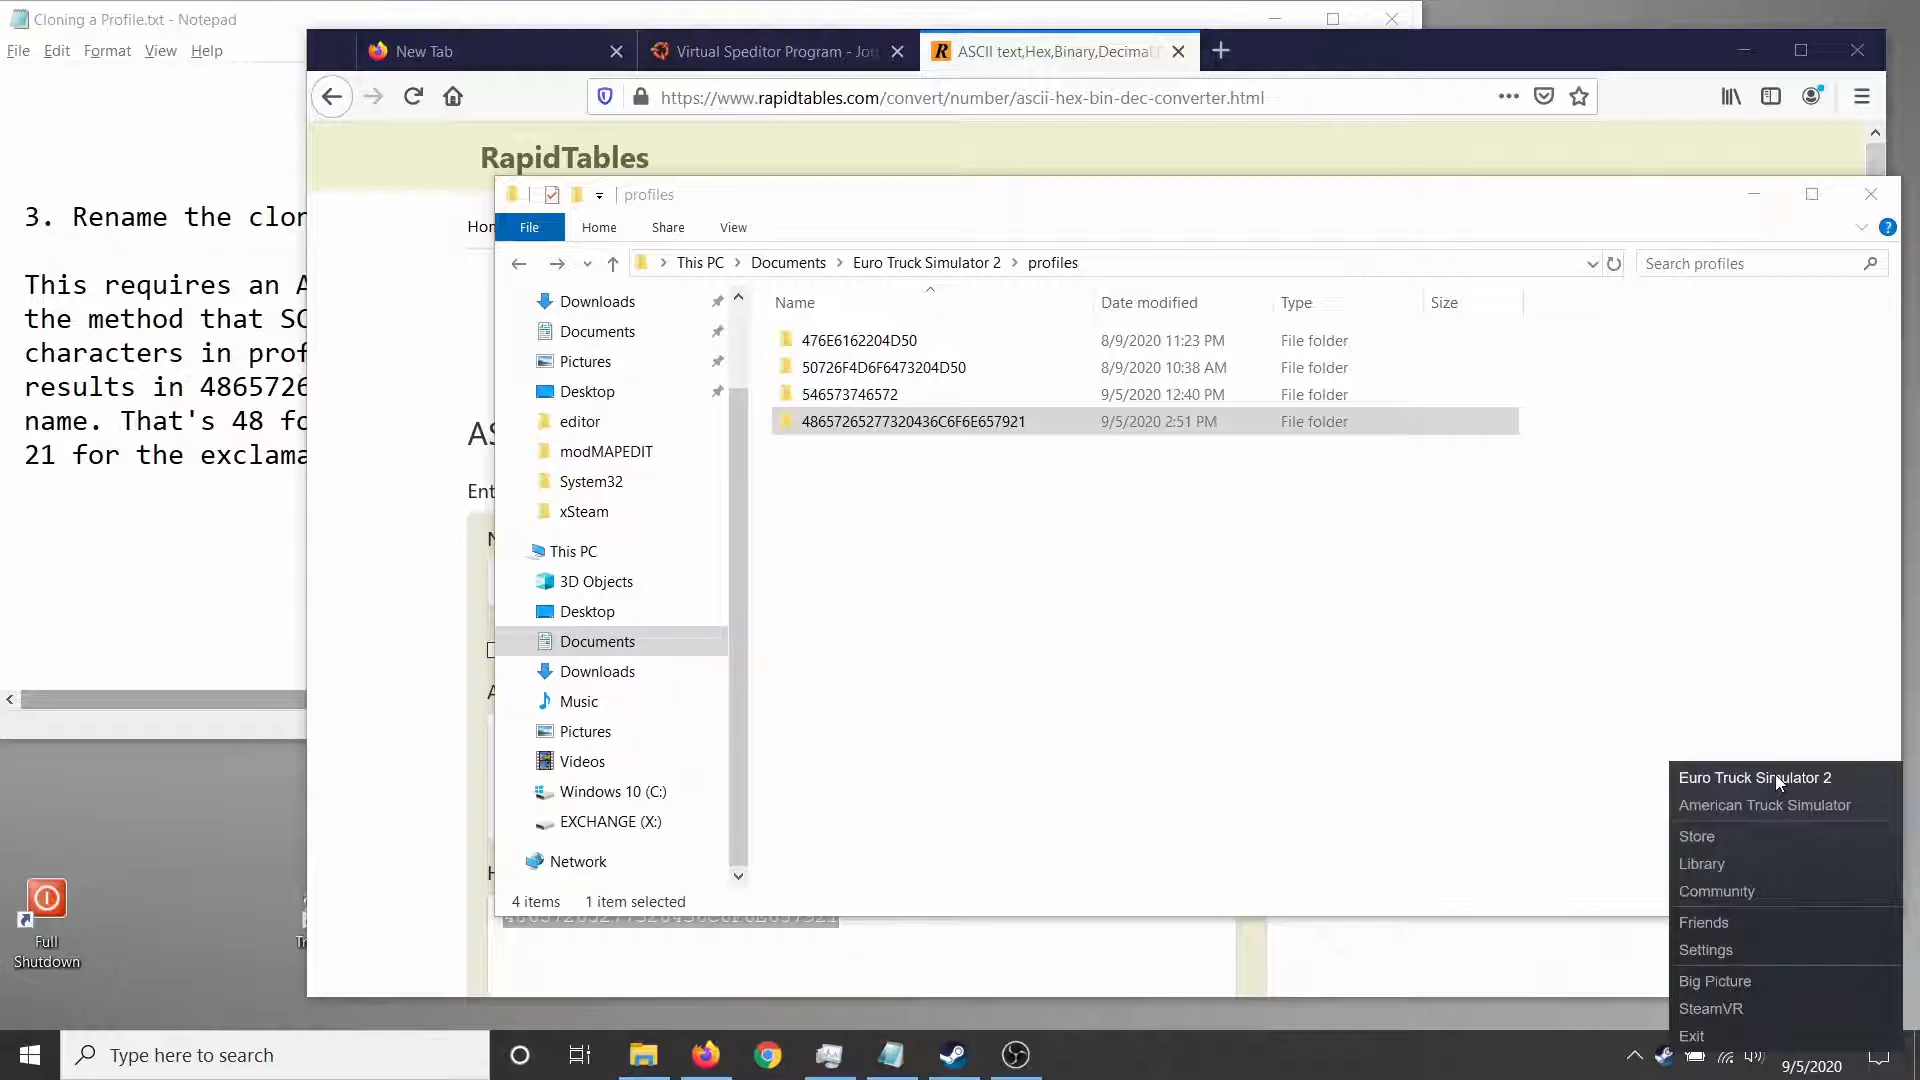 Cloning a Profile.txt - Notepad
File Edit Format View Help
New Tab
Virtual Speditor Program - Jou
ASCII text,Hex,Binary,Decimal
https://www.rapidtables.com/convert/number/ascii-hex-bin-dec-converter.html
RapidTables
3. Rename the clon
This requires an A
the method that SC
characters in prof
results in 4865726
name. That's 48 fo
21 for the exclama
Hom
AS
Ent
profiles
File Home Share View
This PC > Documents > Euro Truck Simulator 2 > profiles
Search profiles
Name Date modified Type Size
476E6162204D50 8/9/2020 11:23 PM File folder
50726F4D6F6473204D50 8/9/2020 10:38 AM File folder
546573746572 9/5/2020 12:40 PM File folder
48657265277320436C6F6E657921 9/5/2020 2:51 PM File folder
Downloads
Documents
Pictures
Desktop
editor
modMAPEDIT
System32
xSteam
This PC
3D Objects
Desktop
Documents
Downloads
Music
Pictures
Videos
Windows 10 (C:)
EXCHANGE (X:)
Network
4 items 1 item selected
48657265277320436C6F6E657921
Euro Truck Simulator 2
American Truck Simulator
Store
Library
Community
Friends
Settings
Big Picture
SteamVR
Exit
Full
Shutdown
Type here to search
9/5/2020